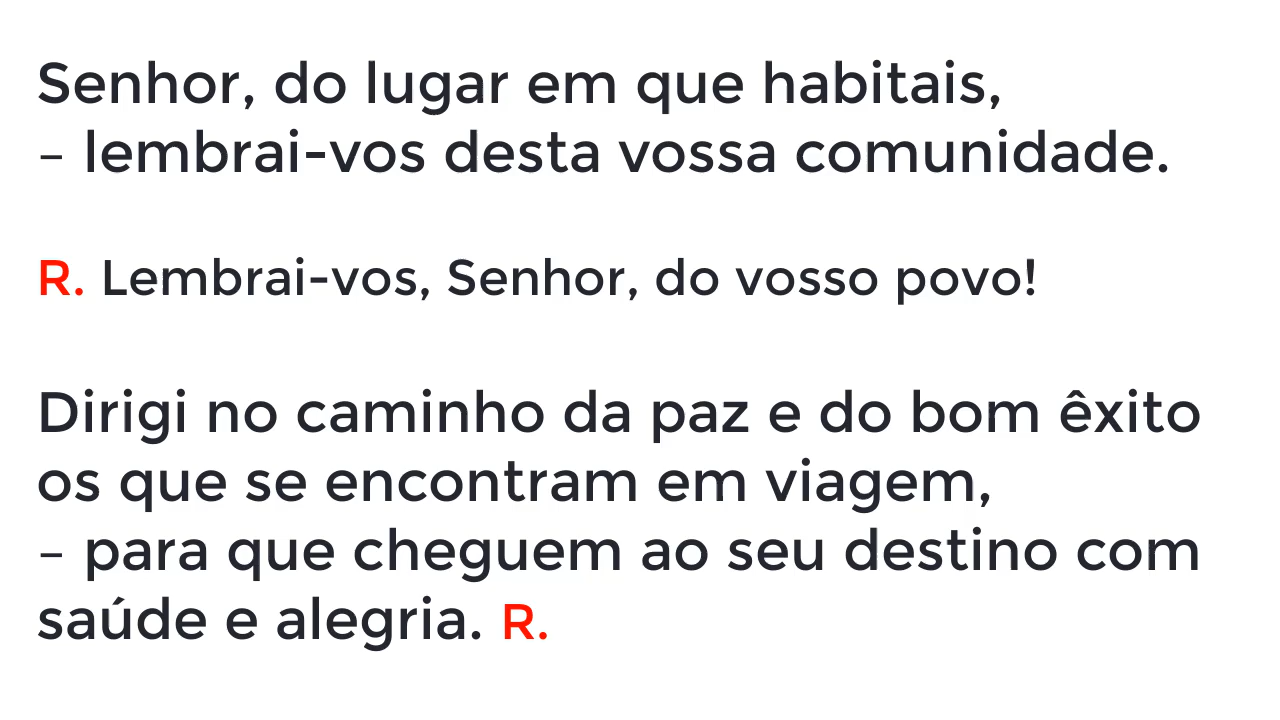 Senhor, do lugar em que habitais,
– lembrai-vos desta vossa comunidade.
R. Lembrai-vos, Senhor, do vosso povo!
Dirigi no caminho da paz e do bom êxito
os que se encontram em viagem,
– para que cheguem ao seu destino com
saúde e alegria. R.